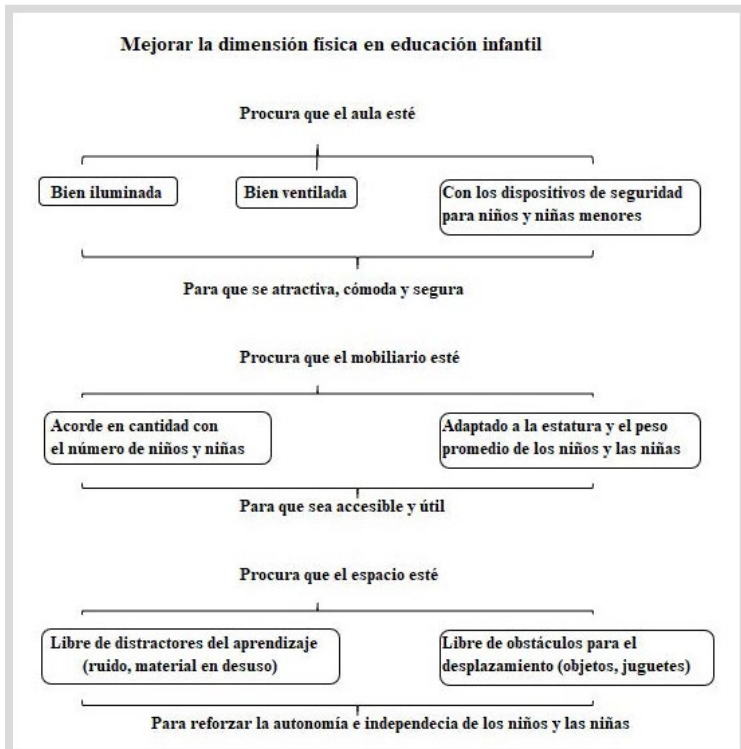 Mejorar la dimensión física en educación infantil
Procura que el aula esté
Bien iluminada
Bien ventilada
Con los dispositivos de seguridad
para niños y niñas menores
Para que se atractiva, cómoda y segura
Procura que el mobiliario esté
Acorde en cantidad con
el número de niños y niñas
Adaptado a la estatura y el peso
promedio de los niños y las niñas
Para que sea accesible y útil
Procura que el espacio esté
Libre de distractores del aprendizaje
(ruido, material en desuso)
Libre de obstáculos para el
desplazamiento (objetos, juguetes)
Para reforzar la autonomía e independecia de los niños y las niñas